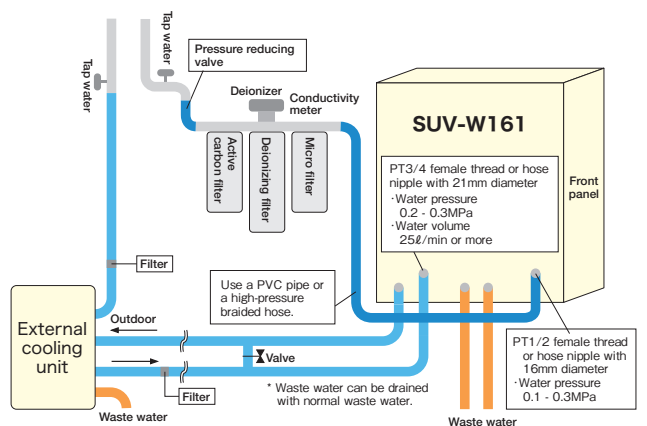 Tap water
Tap water
Pressure reducing
valve
Deionizer
Conductivity
meter
Active
carbon filter
Deionizing filter
Micro filter
SUV-W161
PT3/4 female thread or hose
nipple with 21mm diameter
·Water pressure
0.2 - 0.3MPa
·Water volume
25ℓ/min or more
Front
panel
Filter
Use a PVC pipe or
a high-pressure
braided hose.
External
cooling
unit
Outdoor
Valve
Filter
PT1/2 female thread
or hose nipple with
16mm diameter
·Water pressure
0.1 - 0.3MPa
* Waste water can be drained
with normal waste water.
Waste water
Waste water